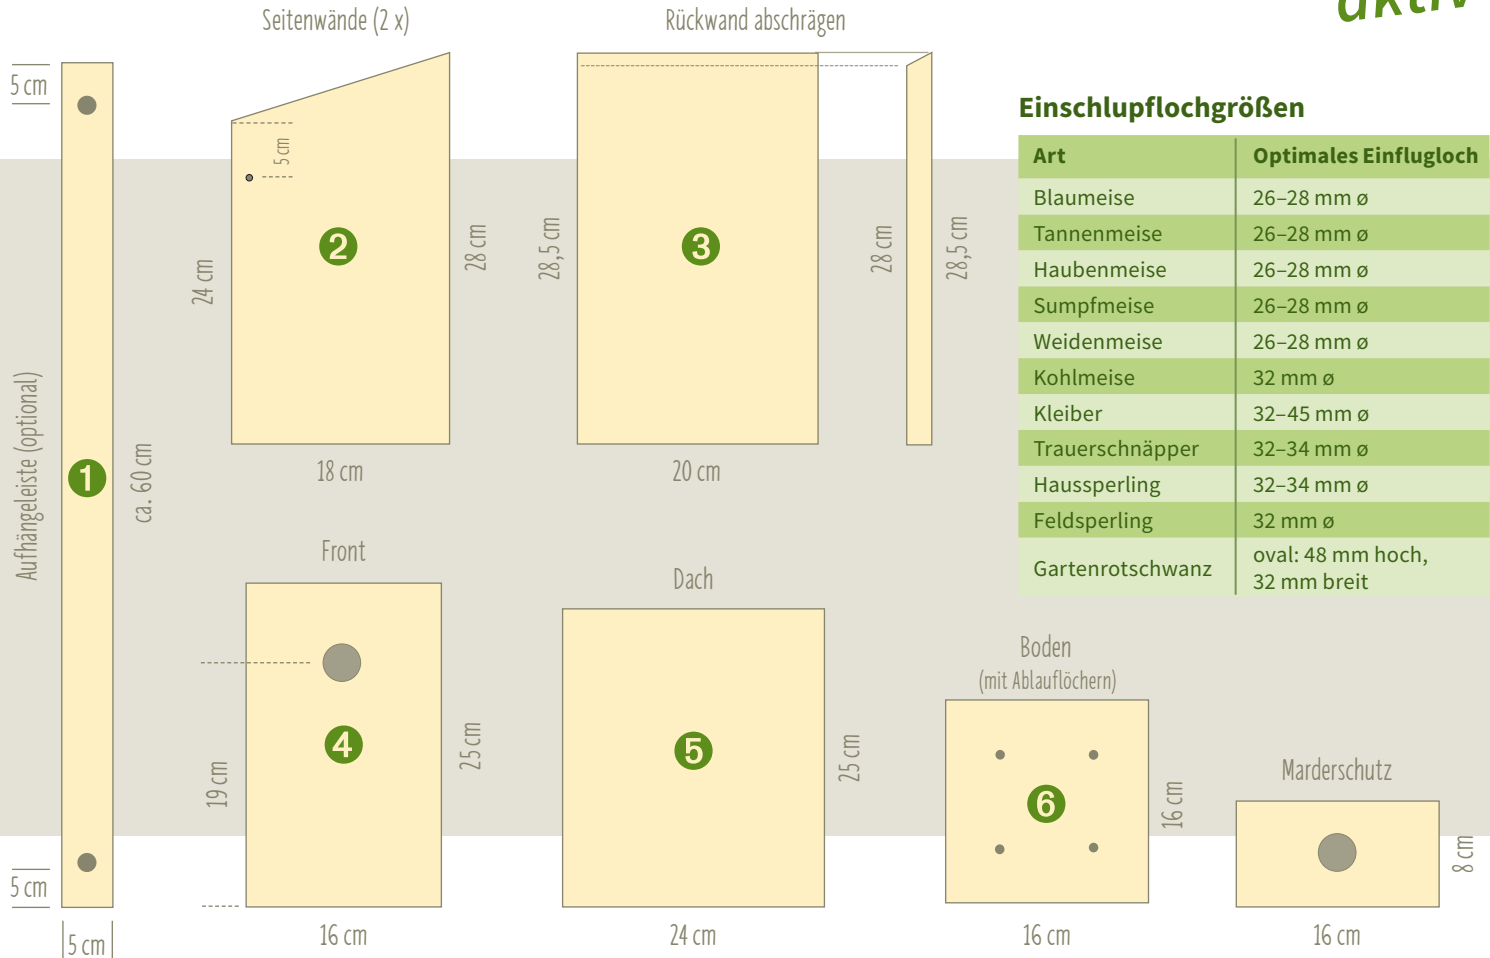 aktiv
Seitenwände (2 x)
Rückwand abschrägen
5 cm
5 cm
24 cm
2
28 cm
28,5 cm
3
28 cm
28,5 cm
18 cm
20 cm
Aufhängeleiste (optional)
1
ca. 60 cm
5 cm
5 cm
Einschlupflochgrößen
Art Optimales Einflugloch
Blaumeise 26–28 mm ø
Tannenmeise 26–28 mm ø
Haubenmeise 26–28 mm ø
Sumpfmeise 26–28 mm ø
Weidenmeise 26–28 mm ø
Kohlmeise 32 mm ø
Kleiber 32–45 mm ø
Trauerschnäpper 32–34 mm ø
Haussperling 32–34 mm ø
Feldsperling 32 mm ø
Gartenrotschwanz oval: 48 mm hoch,
32 mm breit
Front
19 cm
4
25 cm
16 cm
Dach
5
25 cm
24 cm
Boden
(mit Ablauflöchern)
6
16 cm
16 cm
Marderschutz
8 cm
16 cm